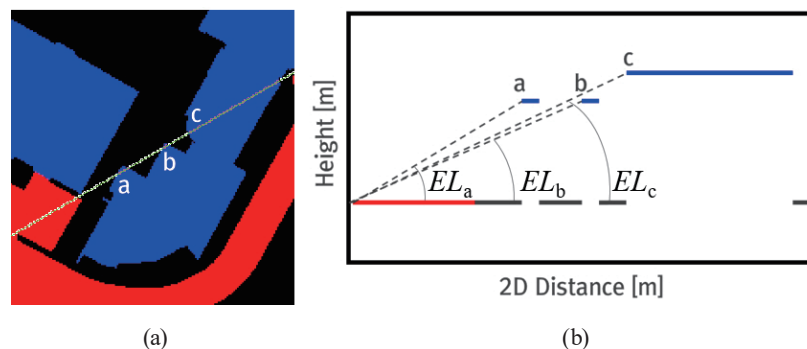 a
b
c
(a)
Height [m]
a
b
c
ELa
ELb
ELc
2D Distance [m]
(b)